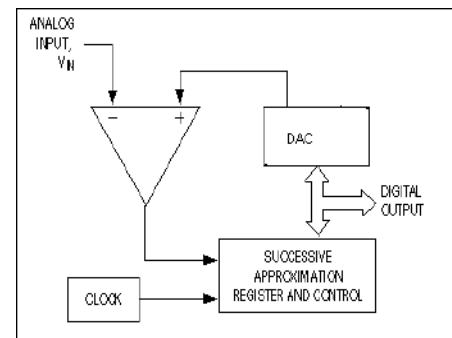 ANALOG
INPUT,
VIN
−
+
DAC
DIGITAL
OUTPUT
SUCCESSIVE
APPROXIMATION
REGISTER AND CONTROL
CLOCK